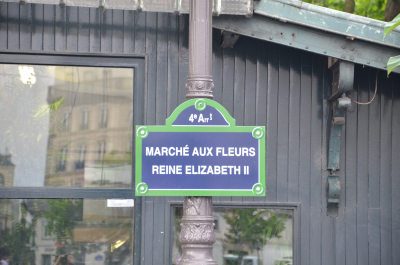 4e Arrt
MARCHÉ AUX FLEURS
REINE ELIZABETH II